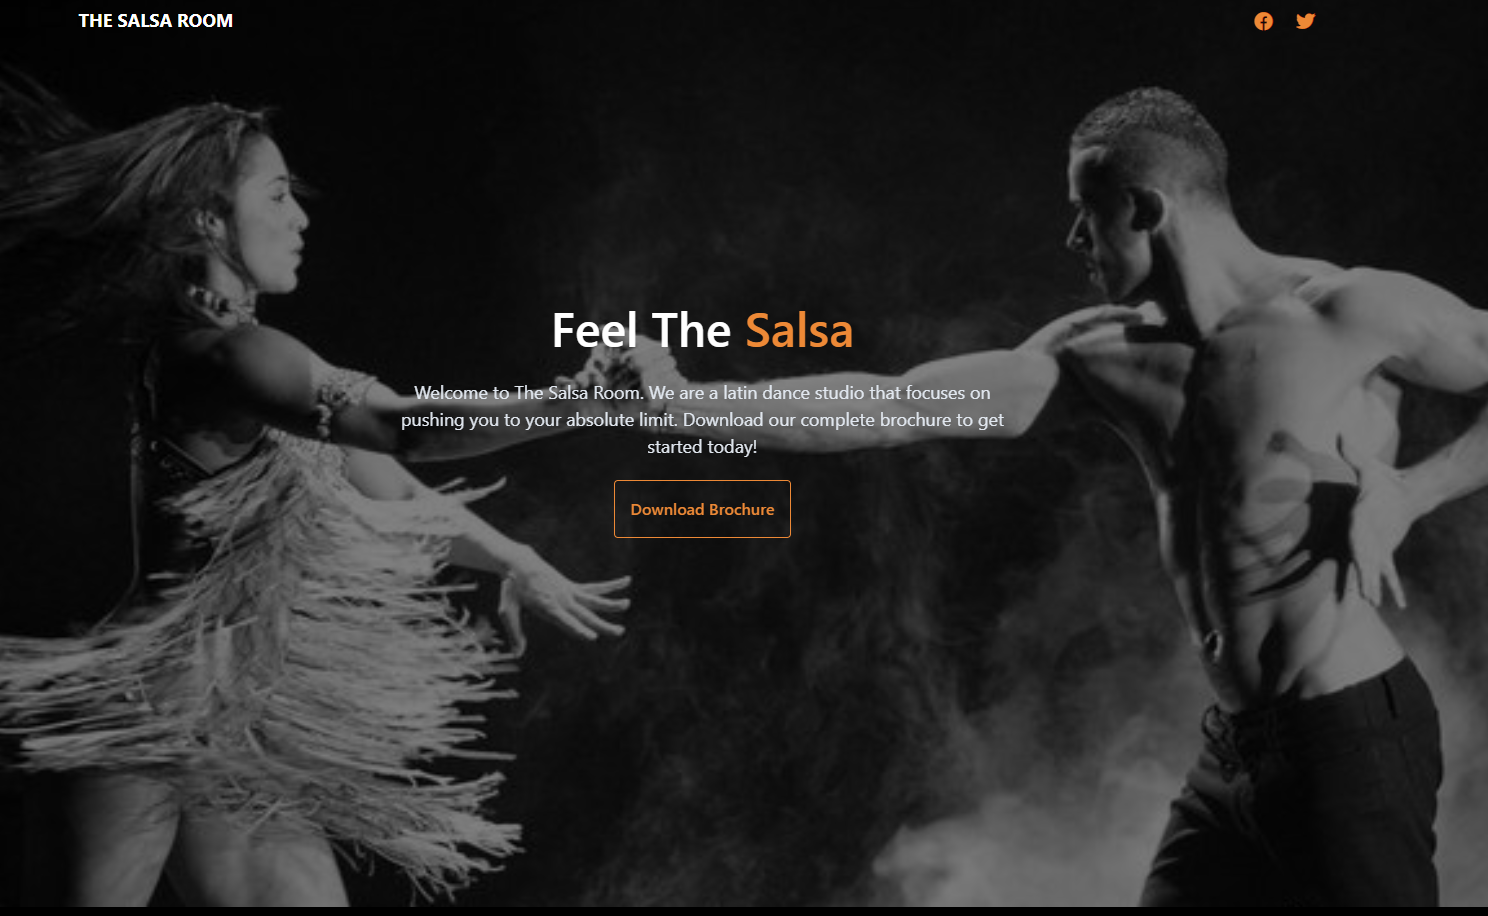 THE SALSA ROOM
Feel The Salsa
Welcome to The Salsa Room. We are a latin dance studio that focuses on
pushing you to your absolute limit. Download our complete brochure to get
started today!
Download Brochure